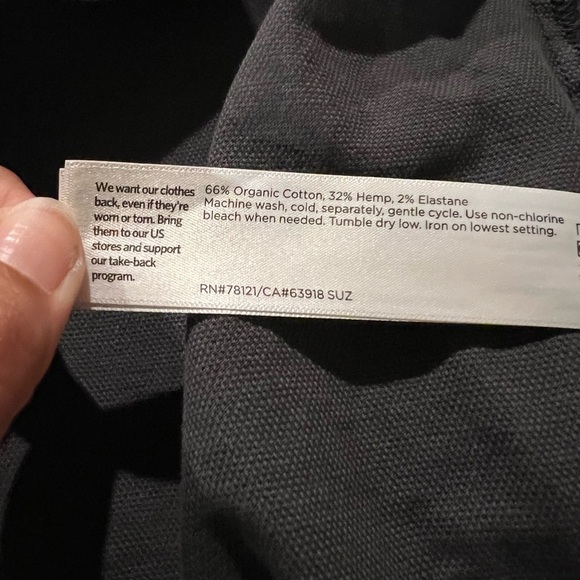 We want our clothes
back, even if they're
worn or torn. Bring
them to our US
stores and support
our take-back
program.
66% Organic Cotton, 32% Hemp, 2% Elastane
Machine wash, cold, separately, gentle cycle. Use non-chlorine
bleach when needed. Tumble dry low. Iron on lowest setting.
RN#78121/CA#63918 SUZ